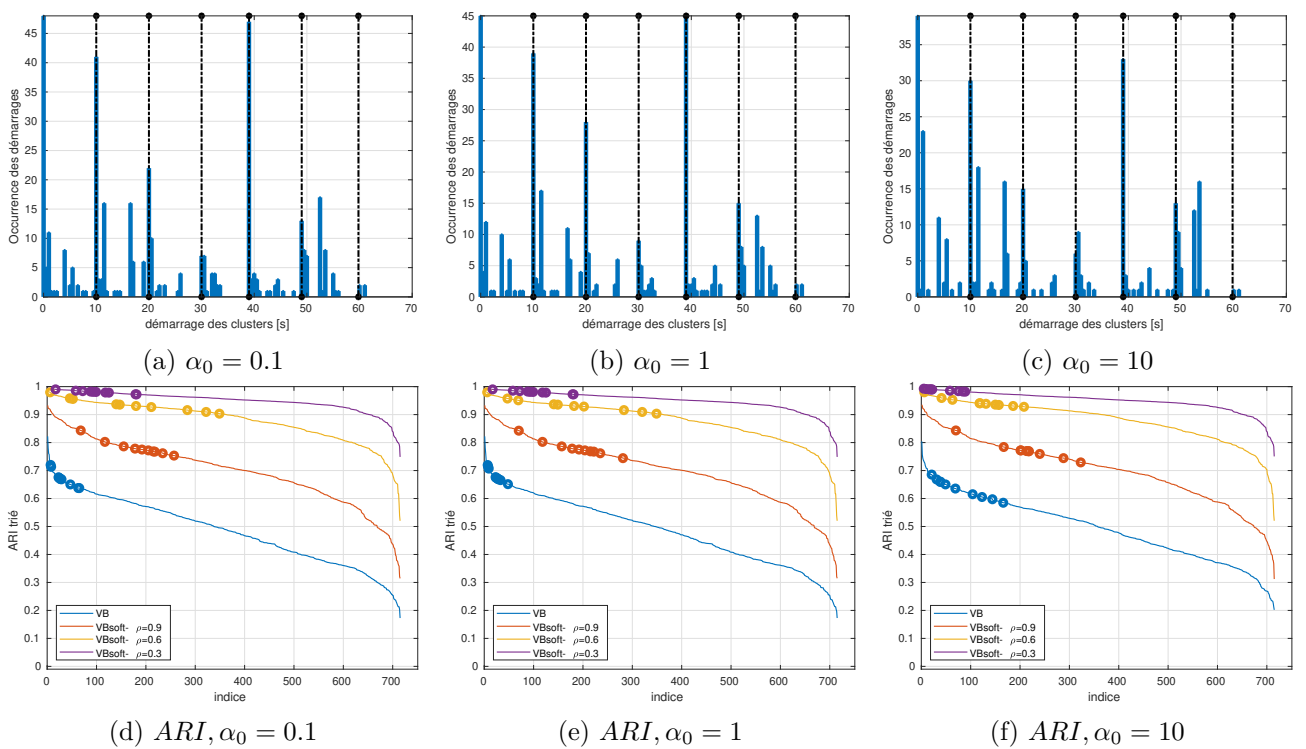 45
40
35
30
25
20
15
10
5
0
Occurrence des démarrages
0 10 20 30 40 50 60 70
démarrage des clusters [s]
(a) α₀ = 0.1
45
40
35
30
25
20
15
10
5
0
Occurrence des démarrages
0 10 20 30 40 50 60 70
démarrage des clusters [s]
(b) α₀ = 1
35
30
25
20
15
10
5
0
Occurrence des démarrages
0 10 20 30 40 50 60 70
démarrage des clusters [s]
(c) α₀ = 10
1
0.9
0.8
0.7
0.6
0.5
0.4
0.3
0.2
0.1
0
ARI trié
VB
VBsoft- ρ=0.9
VBsoft- ρ=0.6
VBsoft- ρ=0.3
0 100 200 300 400 500 600 700
indice
(d) ARI, α₀ = 0.1
1
0.9
0.8
0.7
0.6
0.5
0.4
0.3
0.2
0.1
0
ARI trié
VB
VBsoft- ρ=0.9
VBsoft- ρ=0.6
VBsoft- ρ=0.3
0 100 200 300 400 500 600 700
indice
(e) ARI, α₀ = 1
1
0.9
0.8
0.7
0.6
0.5
0.4
0.3
0.2
0.1
0
ARI trié
VB
VBsoft- ρ=0.9
VBsoft- ρ=0.6
VBsoft- ρ=0.3
0 100 200 300 400 500 600 700
indice
(f) ARI, α₀ = 10